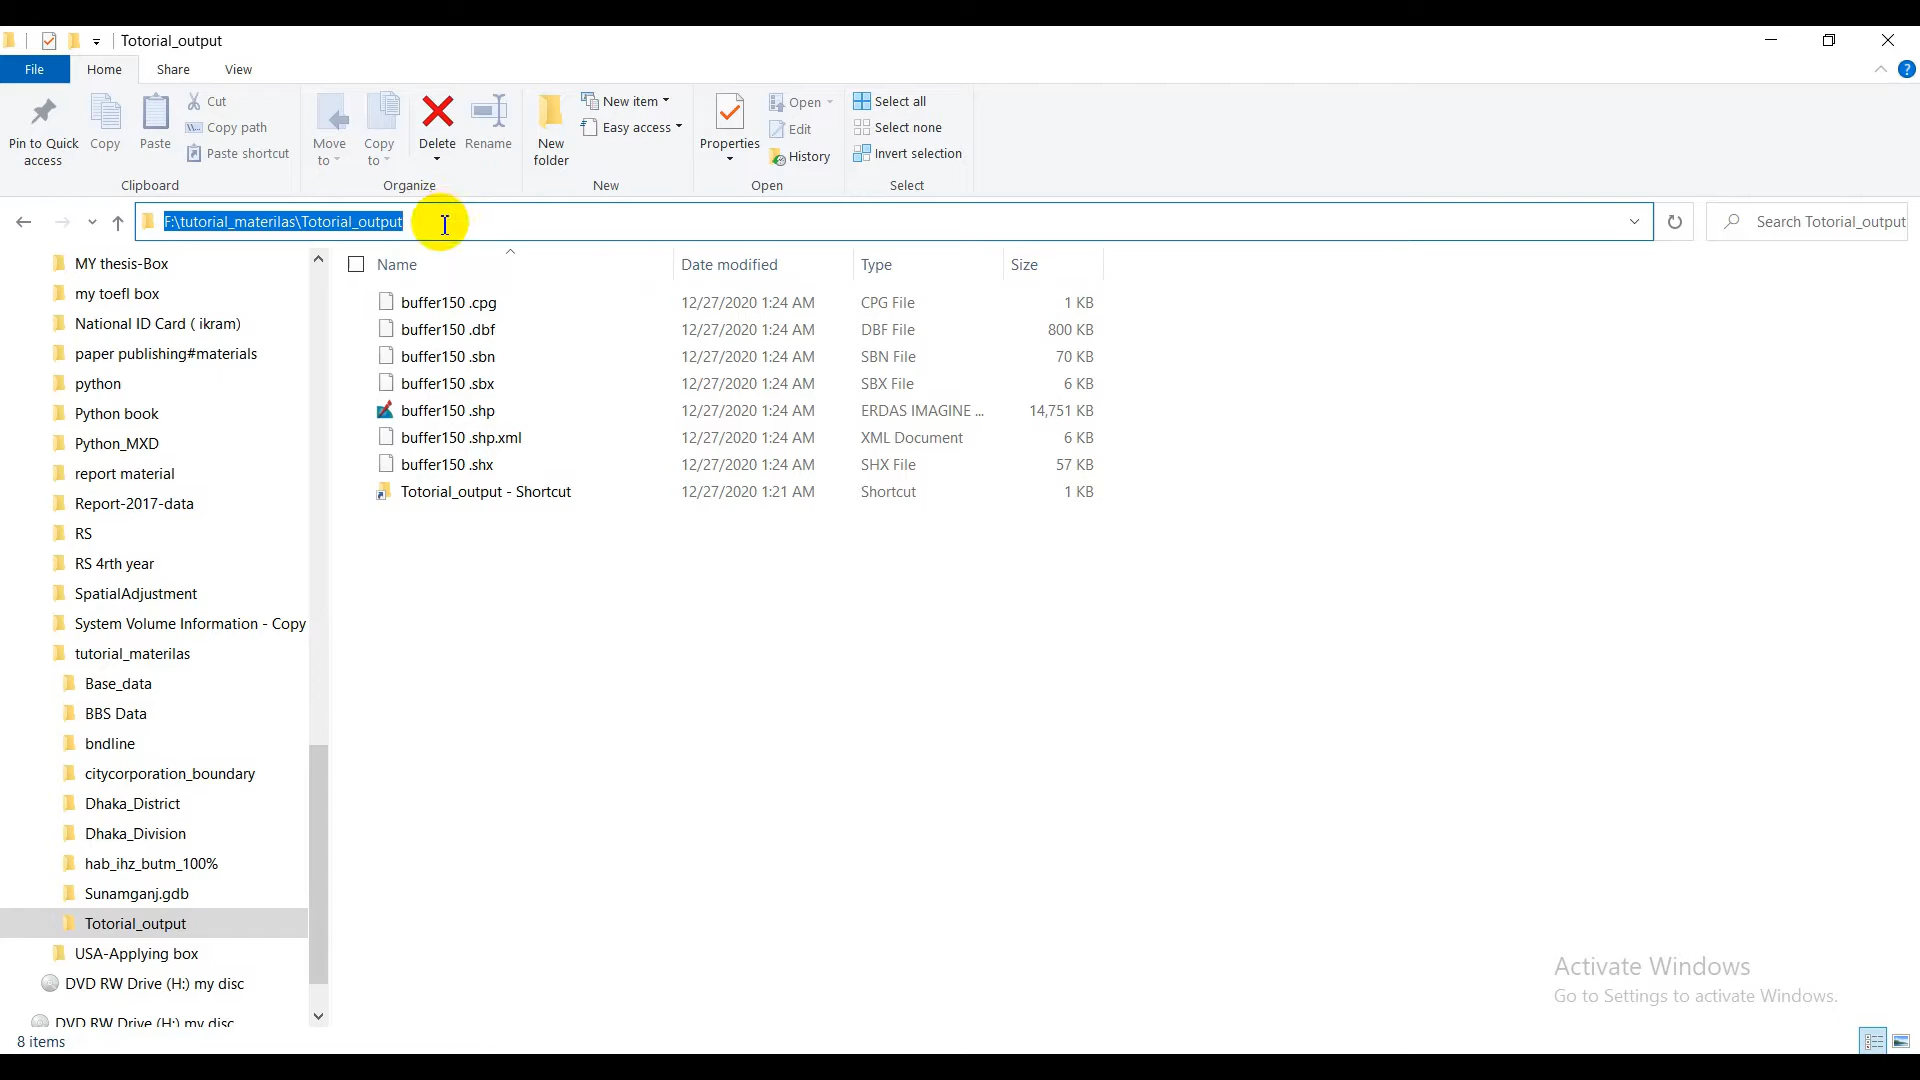 Totorial_output
File Home Share View
Pin to Quick access
Copy
Paste
Cut
Copy path
Paste shortcut
Clipboard
Move to
Copy to
Delete
Rename
Organize
New folder
New item
Easy access
New
Properties
Open
Edit
History
Open
Select all
Select none
Invert selection
Select
F:\tutorial_materilas\Totorial_output
Search Totorial_output
MY thesis-Box
my toefl box
National ID Card ( ikram)
paper publishing#materials
python
Python book
Python_MXD
report material
Report-2017-data
RS
RS 4rth year
SpatialAdjustment
System Volume Information - Copy
tutorial_materilas
Base_data
BBS Data
bndline
citycorporation_boundary
Dhaka_District
Dhaka_Division
hab_ihz_butm_100%
Sunamganj.gdb
Totorial_output
USA-Applying box
DVD RW Drive (H:) my disc
DVD RW Drive (H:) my disc
Name Date modified Type Size
buffer150 .cpg 12/27/2020 1:24 AM CPG File 1 KB
buffer150 .dbf 12/27/2020 1:24 AM DBF File 800 KB
buffer150 .sbn 12/27/2020 1:24 AM SBN File 70 KB
buffer150 .sbx 12/27/2020 1:24 AM SBX File 6 KB
buffer150 .shp 12/27/2020 1:24 AM ERDAS IMAGINE ... 14,751 KB
buffer150 .shp.xml 12/27/2020 1:24 AM XML Document 6 KB
buffer150 .shx 12/27/2020 1:24 AM SHX File 57 KB
Totorial_output - Shortcut 12/27/2020 1:21 AM Shortcut 1 KB
Activate Windows
Go to Settings to activate Windows.
8 items